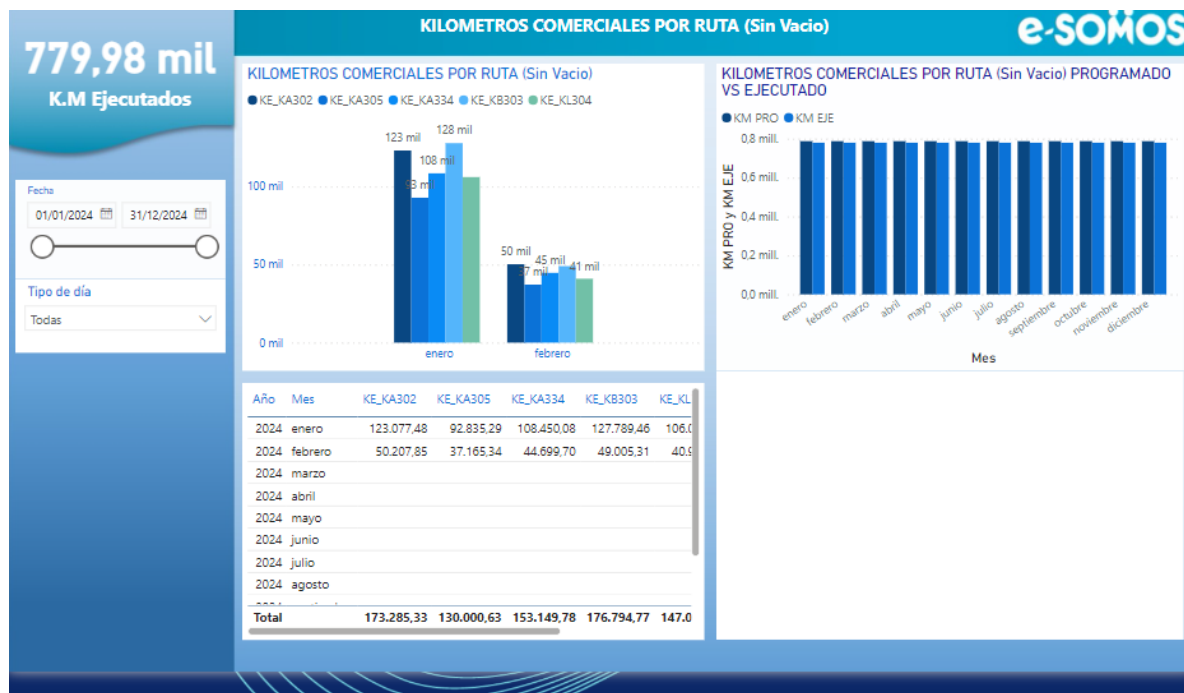 KILOMETROS COMERCIALES POR RUTA (Sin Vacio)
e-SOMOS
779,98 mil
K.M Ejecutados
Fecha
01/01/2024 31/12/2024
Tipo de día
Todas
KILOMETROS COMERCIALES POR RUTA (Sin Vacio)
KE_KA302 KE_KA305 KE_KA334 KE_KB303 KE_KL304
123 mil
128 mil
108 mil
100 mil
50 mil
50 mil
45 mil
41 mil
0 mil
enero febrero
KILOMETROS COMERCIALES POR RUTA (Sin Vacio) PROGRAMADO
VS EJECUTADO
KM PRO KM EJE
KM PRO y KM EJE
0,8 mill.
0,6 mill.
0,4 mill.
0,2 mill.
0,0 mill.
enero febrero marzo abril mayo junio julio agosto septiembre octubre noviembre diciembre
Mes
Año Mes KE_KA302 KE_KA305 KE_KA334 KE_KB303 KE_KL
2024 enero 123.077,48 92.835,29 108.450,08 127.789,46 106.0
2024 febrero 50.207,85 37.165,34 44.699,70 49.005,31 40.9
2024 marzo
2024 abril
2024 mayo
2024 junio
2024 julio
2024 agosto
Total 173.285,33 130.000,63 153.149,78 176.794,77 147.0